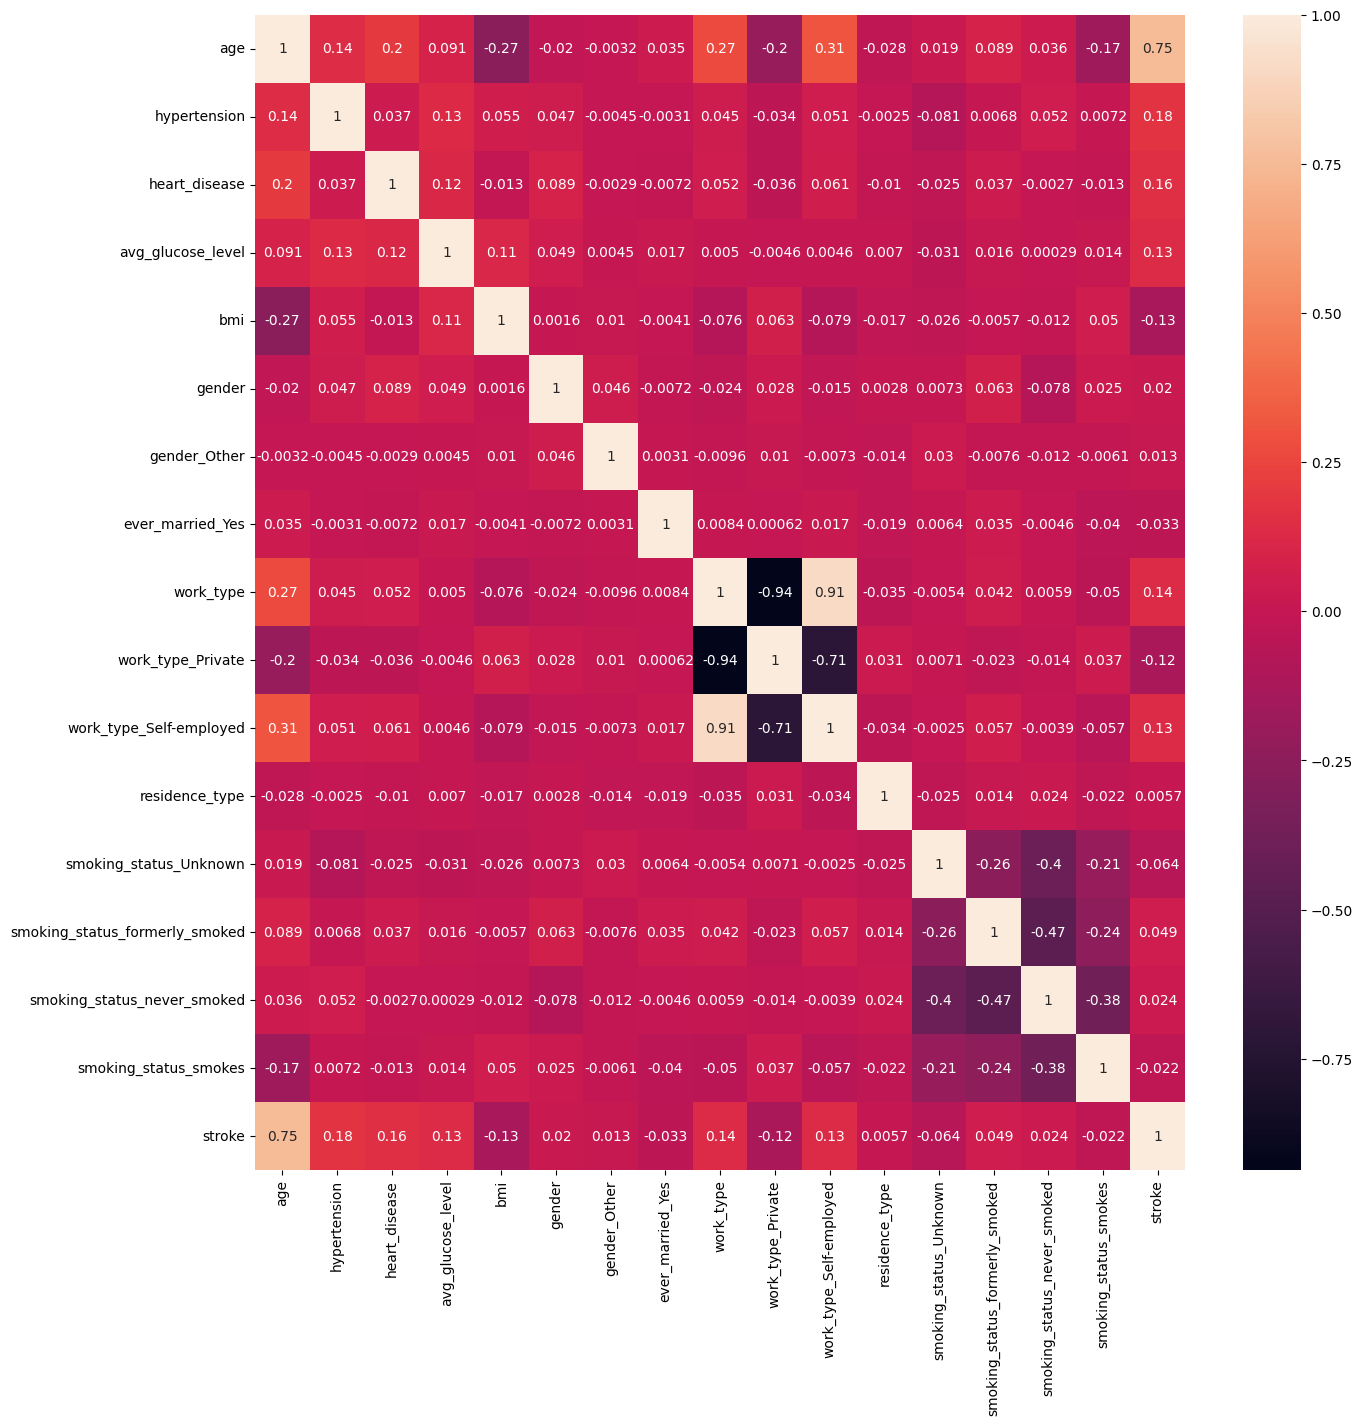 age 1 0.14 0.2 0.091 -0.27 -0.02 -0.0032 0.035 0.27 -0.2 0.31 -0.028 0.019 0.089 0.036 -0.17 0.75
hypertension 0.14 1 0.037 0.13 0.055 0.047 -0.0045 -0.0031 0.045 -0.034 0.051 -0.0025 -0.081 0.0068 0.052 0.0072 0.18
heart_disease 0.2 0.037 1 0.12 -0.013 0.089 -0.0029 -0.0072 0.052 -0.036 0.061 -0.01 -0.025 0.037 -0.0027 -0.013 0.16
avg_glucose_level 0.091 0.13 0.12 1 0.11 0.049 0.0045 0.017 0.005 -0.0046 0.0046 0.007 -0.031 0.016 0.00029 0.014 0.13
bmi -0.27 0.055 -0.013 0.11 1 0.0016 0.01 -0.0041 -0.076 0.063 -0.079 -0.017 -0.026 -0.0057 -0.012 0.05 -0.13
gender -0.02 0.047 0.089 0.049 0.0016 1 0.046 -0.0072 -0.024 0.028 -0.015 0.0028 0.0073 0.063 -0.078 0.025 0.02
gender_Other -0.0032 -0.0045 -0.0029 0.0045 0.01 0.046 1 0.0031 -0.0096 0.01 -0.0073 -0.014 0.03 -0.0076 -0.012 -0.0061 0.013
ever_married_Yes 0.035 -0.0031 -0.0072 0.017 -0.0041 -0.0072 0.0031 1 0.0084 0.00062 0.017 -0.019 0.0064 0.035 -0.0046 -0.04 -0.033
work_type 0.27 0.045 0.052 0.005 -0.076 -0.024 -0.0096 0.0084 1 -0.94 0.91 -0.035 -0.0054 0.042 0.0059 -0.05 0.14
work_type_Private -0.2 -0.034 -0.036 -0.0046 0.063 0.028 0.01 0.00062 -0.94 1 -0.71 0.031 0.0071 -0.023 -0.014 0.037 -0.12
work_type_Self-employed 0.31 0.051 0.061 0.0046 -0.079 -0.015 -0.0073 0.017 0.91 -0.71 1 -0.034 -0.0025 0.057 -0.0039 -0.057 0.13
residence_type -0.028 -0.0025 -0.01 0.007 -0.017 0.0028 -0.014 -0.019 -0.035 0.031 -0.034 1 -0.025 0.014 0.024 -0.022 0.0057
smoking_status_Unknown 0.019 -0.081 -0.025 -0.031 -0.026 0.0073 0.03 0.0064 -0.0054 0.0071 -0.0025 -0.025 1 -0.26 -0.4 -0.21 -0.064
smoking_status_formerly_smoked 0.089 0.0068 0.037 0.016 -0.0057 0.063 -0.0076 0.035 0.042 -0.023 0.057 0.014 -0.26 1 -0.47 -0.24 0.049
smoking_status_never_smoked 0.036 0.052 -0.0027 0.00029 -0.012 -0.078 -0.012 -0.0046 0.0059 -0.014 -0.0039 0.024 -0.4 -0.47 1 -0.38 0.024
smoking_status_smokes -0.17 0.0072 -0.013 0.014 0.05 0.025 -0.0061 -0.04 -0.05 0.037 -0.057 -0.022 -0.21 -0.24 -0.38 1 -0.022
stroke 0.75 0.18 0.16 0.13 -0.13 0.02 0.013 -0.033 0.14 -0.12 0.13 0.0057 -0.064 0.049 0.024 -0.022 1
age
hypertension
heart_disease
avg_glucose_level
bmi
gender
gender_Other
ever_married_Yes
work_type
work_type_Private
work_type_Self-employed
residence_type
smoking_status_Unknown
smoking_status_formerly_smoked
smoking_status_never_smoked
smoking_status_smokes
stroke
1.00
0.75
0.50
0.25
0.00
−0.25
−0.50
−0.75